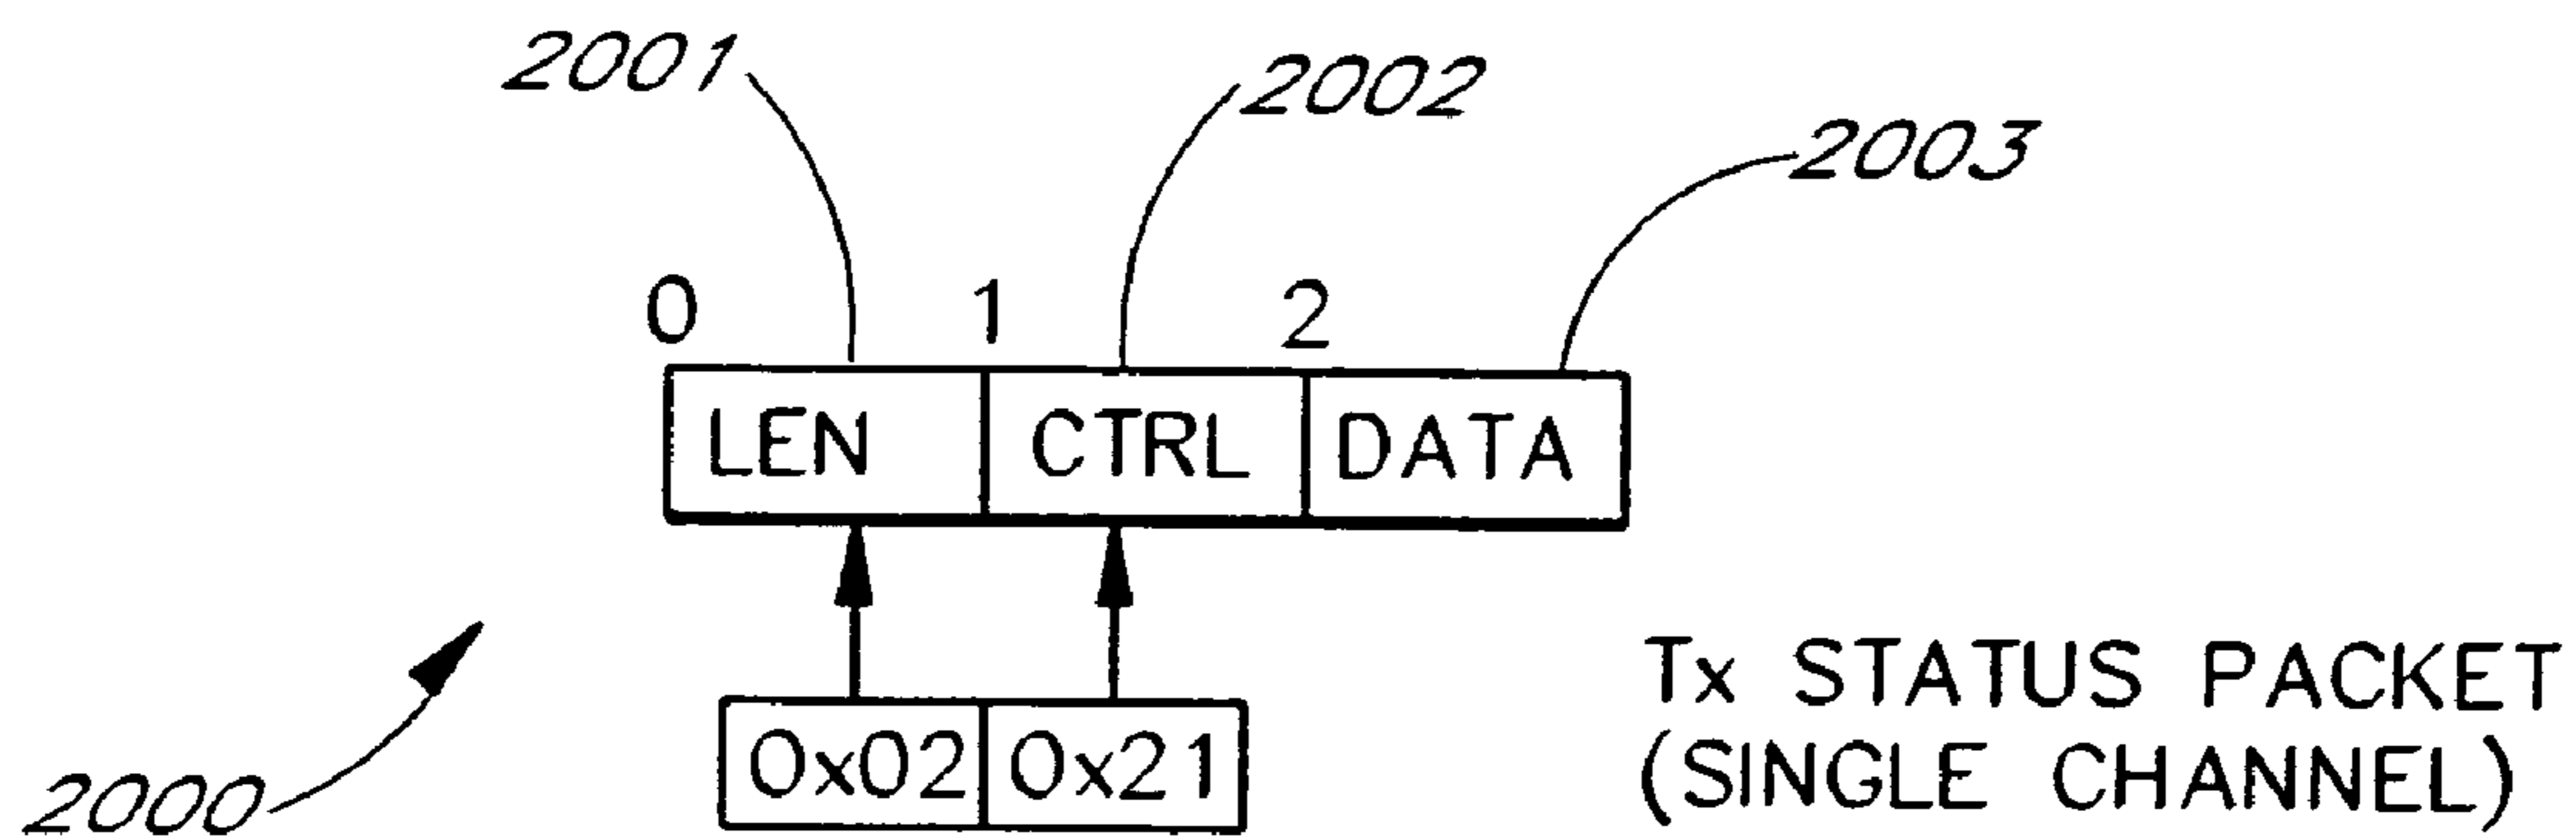 2001 2002 2003
0 1 2
LEN CTRL DATA
0x02 0x21
2000
Tx STATUS PACKET
(SINGLE CHANNEL)